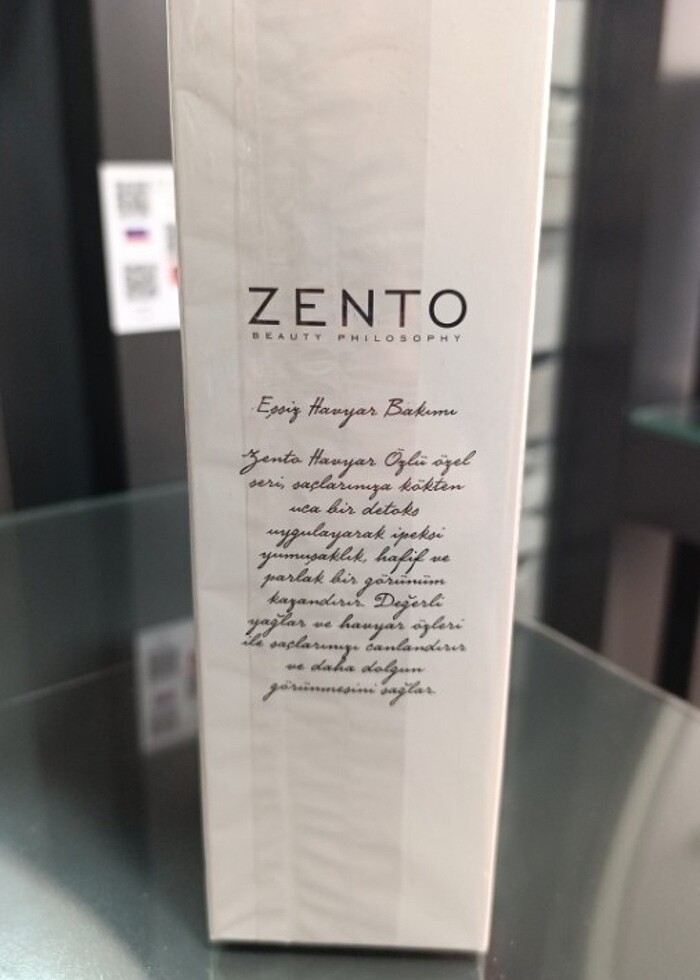 ZENTO
BEAUTY PHILOSOPHY
Eşsiz Havyar Bakımı
Zento Havyar Özlü özel
seri, saçlarınıza kökten
uca bir detoks
uygulayarak ipeksi
yumuşaklık, hafif ve
parlak bir görünüm
kazandırır. Değerli
yağlar ve havyar özleri
ile saçlarınızı canlandırır
ve daha dolgun
görünmesini sağlar.